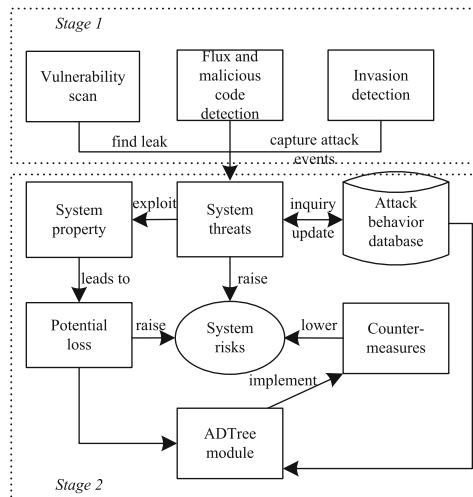 Stage 1
Vulnerability
scan
Flux and
malicious code
detection
Invasion
detection
find leak
capture attack
events
System
property
exploit
System
threats
inquiry
update
Attack
behavior
database
leads to
raise
Potential
loss
raise
System
risks
lower
Counter-
measures
implement
ADTree
module
Stage 2